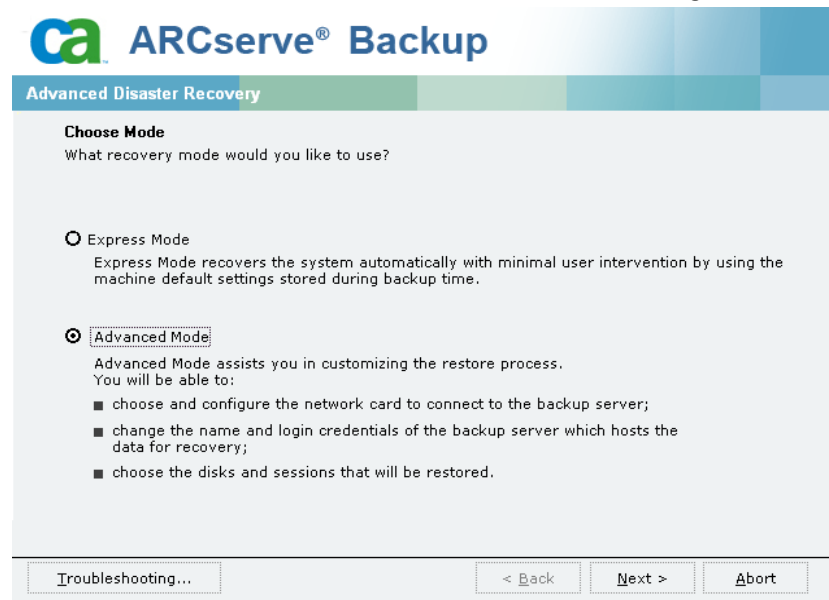 ca ARCserve® Backup
Advanced Disaster Recovery
Choose Mode
What recovery mode would you like to use?
Express Mode
Express Mode recovers the system automatically with minimal user intervention by using the
machine default settings stored during backup time.
Advanced Mode
Advanced Mode assists you in customizing the restore process.
You will be able to:
■ choose and configure the network card to connect to the backup server;
■ change the name and login credentials of the backup server which hosts the
data for recovery;
■ choose the disks and sessions that will be restored.
Troubleshooting... < Back Next > Abort